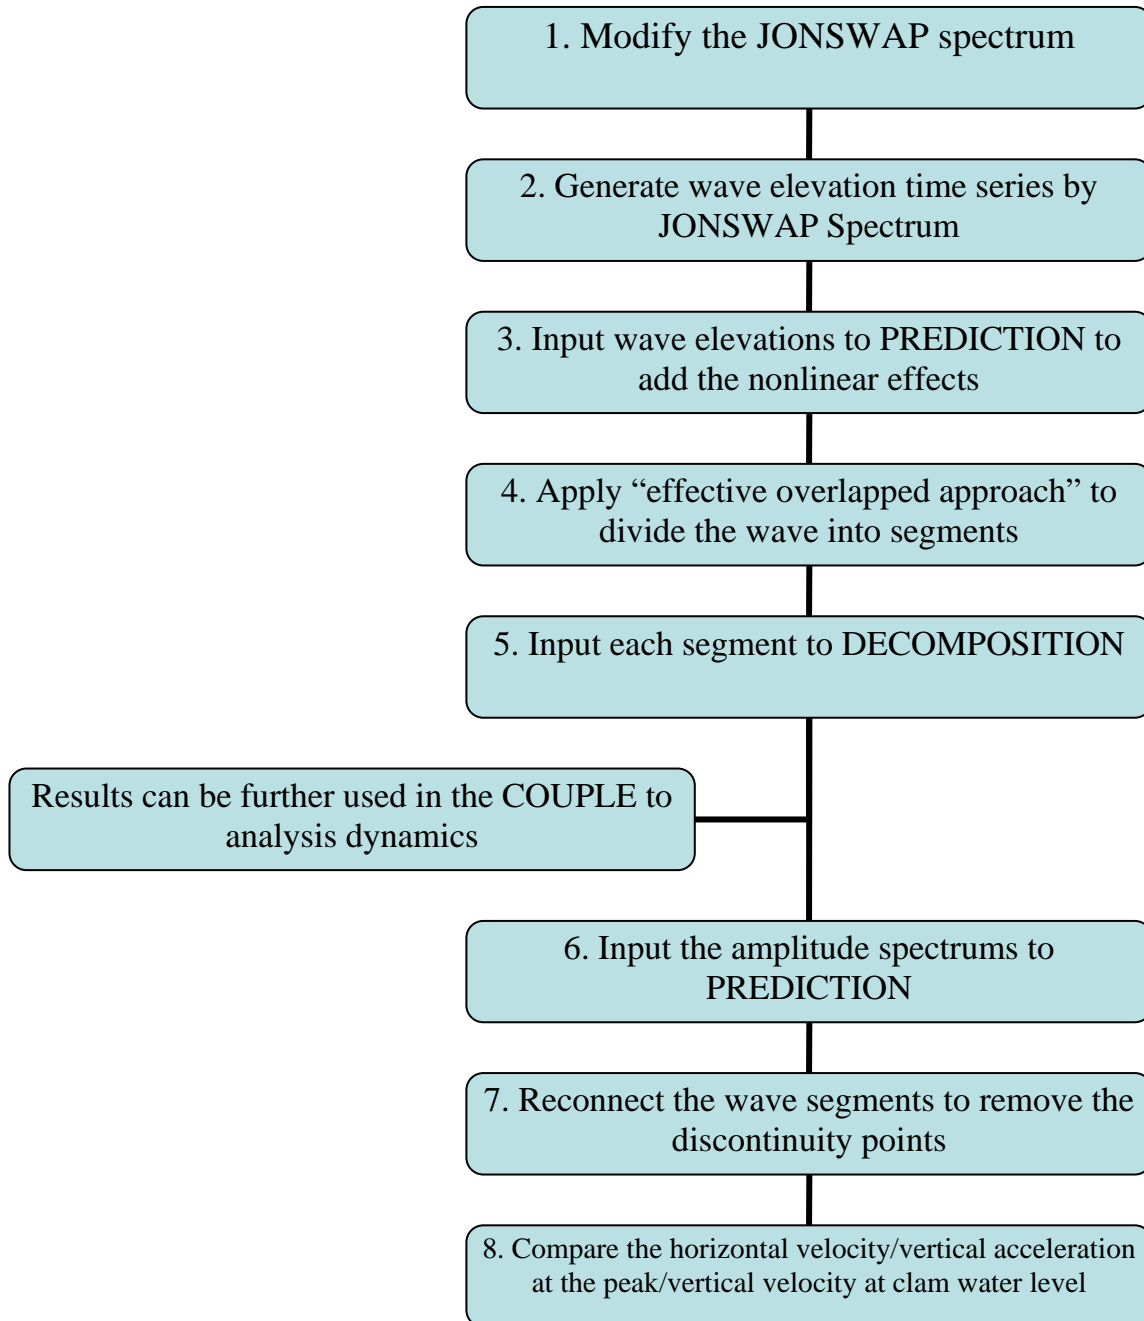 1. Modify the JONSWAP spectrum
2. Generate wave elevation time series by
JONSWAP Spectrum
3. Input wave elevations to PREDICTION to
add the nonlinear effects
4. Apply “effective overlapped approach” to
divide the wave into segments
5. Input each segment to DECOMPOSITION
Results can be further used in the COUPLE to
analysis dynamics
6. Input the amplitude spectrums to
PREDICTION
7. Reconnect the wave segments to remove the
discontinuity points
8. Compare the horizontal velocity/vertical acceleration
at the peak/vertical velocity at clam water level